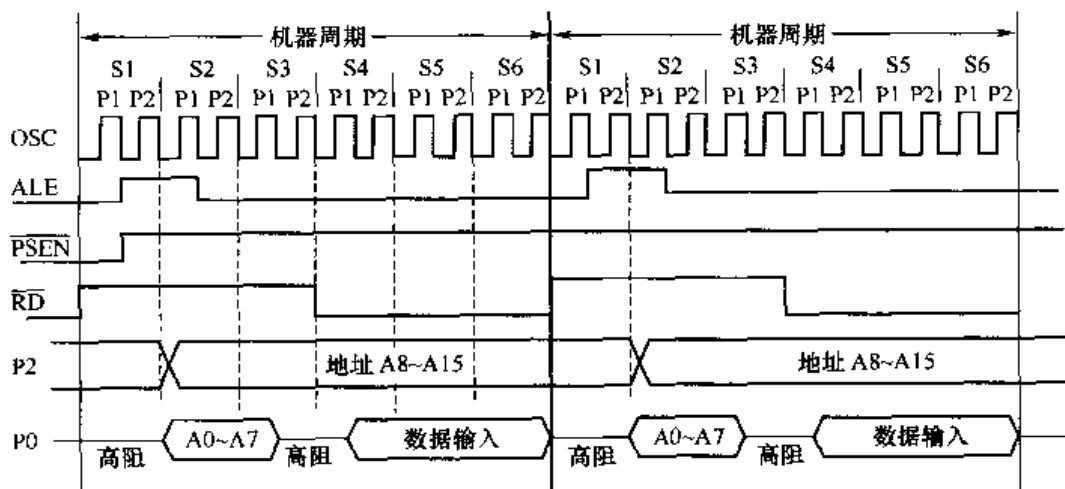 机器周期 机器周期
S1 S2 S3 S4 S5 S6 S1 S2 S3 S4 S5 S6
P1 P2 P1 P2 P1 P2 P1 P2 P1 P2 P1 P2 P1 P2 P1 P2 P1 P2 P1 P2 P1 P2 P1 P2
OSC
ALE
PSEN
RD
P2 地址 A8~A15 地址 A8~A15
P0 A0~A7 数据输入 A0~A7 数据输入
高阻 高阻 高阻 高阻